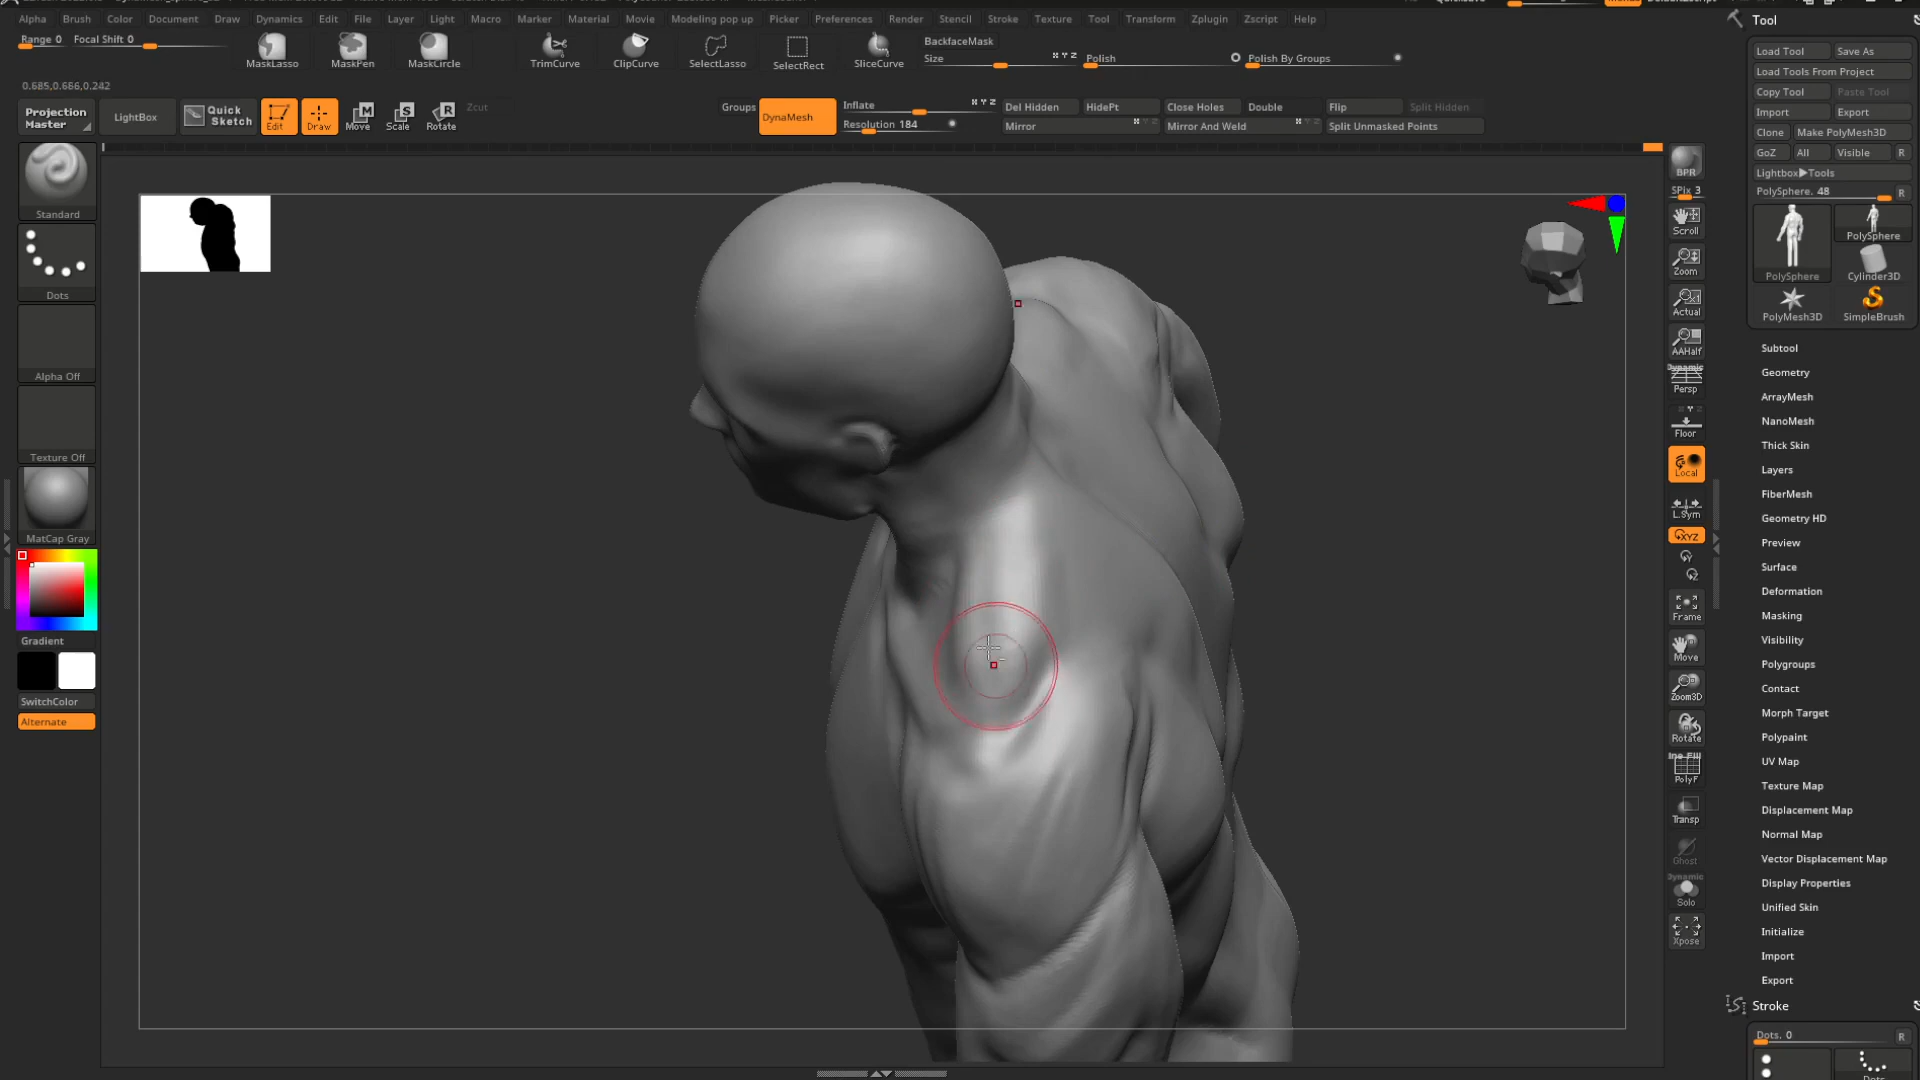 Alpha Brush Color Document Draw Dynamics Edit File Layer Light Macro Marker Material Movie Modeling pop up Picker Preferences Render Stencil Stroke Texture Tool Transform Zplugin Zscript Help
Range 0 Focal Shift 0
MaskLasso MaskPen MaskCircle TrimCurve ClipCurve SelectLasso SelectRect SliceCurve
BackfaceMask
Size X Y Z Polish Polish By Groups
0.685,0.666,0.242
Projection Master
LightBox
Quick Sketch
Edit Draw Move Scale Rotate
Zcut
Groups DynaMesh
Inflate X Y Z
Resolution 184
Del Hidden HidePt Close Holes Double Flip Split Hidden
Mirror Mirror And Weld Split Unmasked Points
Standard
Dots
Alpha Off
Texture Off
MatCap Gray
Gradient
SwitchColor
Alternate
BPR
SPix 3
Scroll
Zoom
Actual
AAHalf
Dynamic
Persp
Floor
Local
L.Sym
XYZ
Frame
Move
Zoom3D
Rotate
Line Fill
PolyF
Transp
Ghost
Dynamic
Solo
Xpose
Tool
Load Tool Save As
Load Tools From Project
Copy Tool Paste Tool
Import Export
Clone Make PolyMesh3D
GoZ All Visible R
Lightbox▶Tools
PolySphere. 48 R
PolySphere
PolySphere Cylinder3D
PolyMesh3D SimpleBrush
Subtool
Geometry
ArrayMesh
NanoMesh
Thick Skin
Layers
FiberMesh
Geometry HD
Preview
Surface
Deformation
Masking
Visibility
Polygroups
Contact
Morph Target
Polypaint
UV Map
Texture Map
Displacement Map
Normal Map
Vector Displacement Map
Display Properties
Unified Skin
Initialize
Import
Export
Stroke
Dots. 0 R